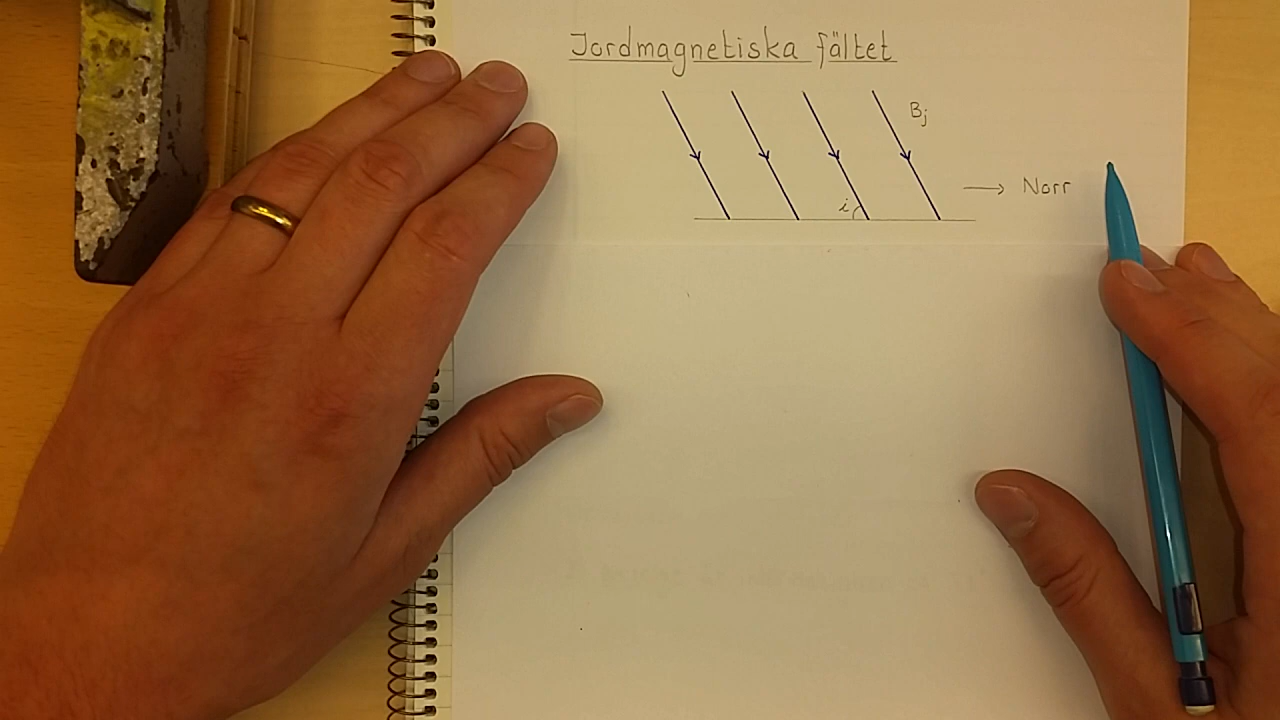 Jordmagnetiska fältet
Bj
i
→ Norr